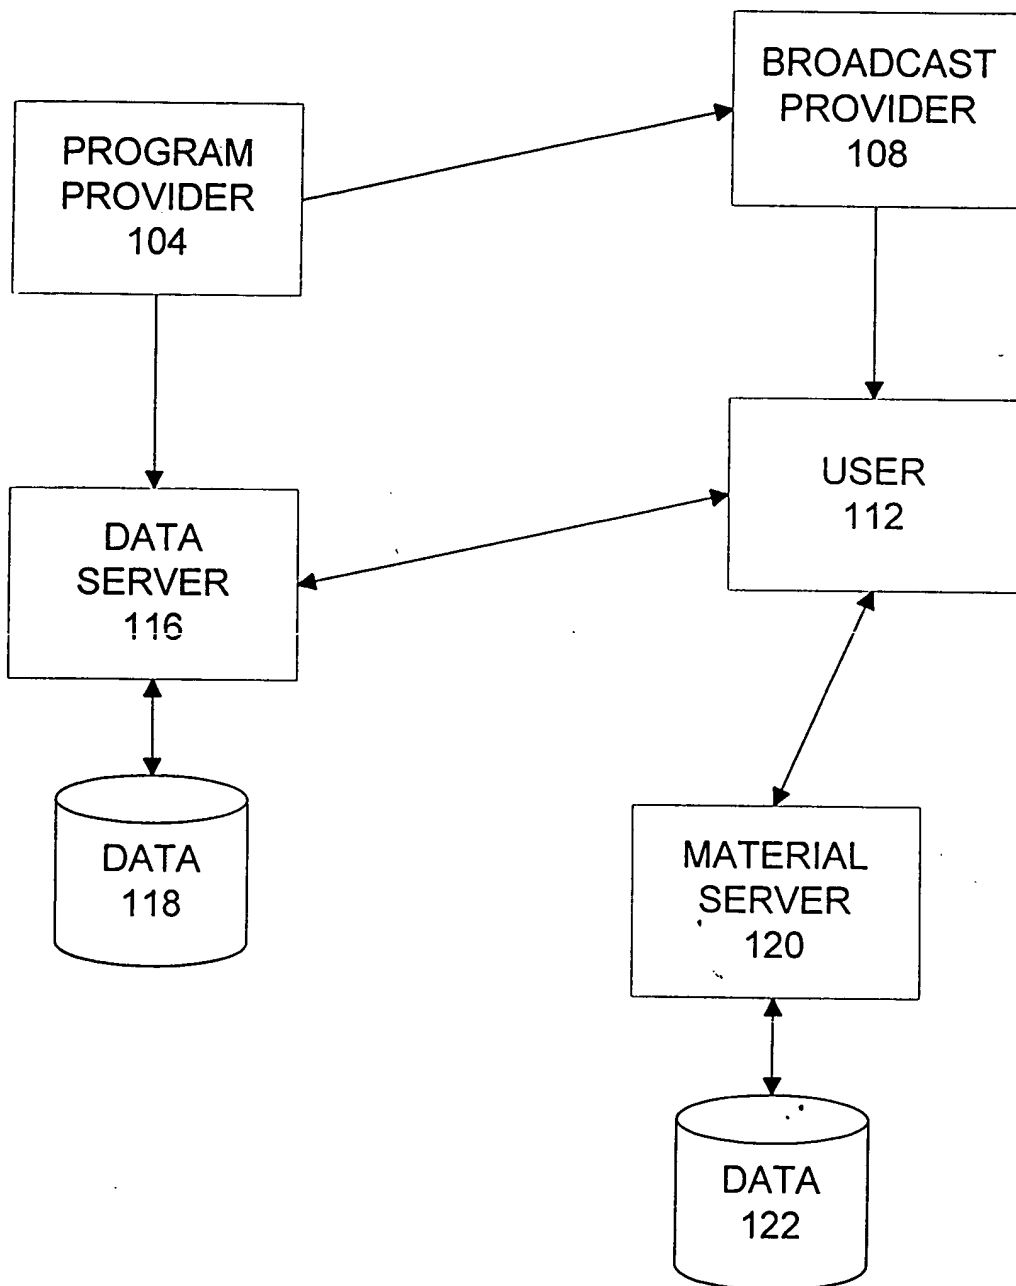 BROADCAST
PROVIDER
108
PROGRAM
PROVIDER
104
USER
112
DATA
SERVER
116
DATA
118
MATERIAL
SERVER
120
DATA
122